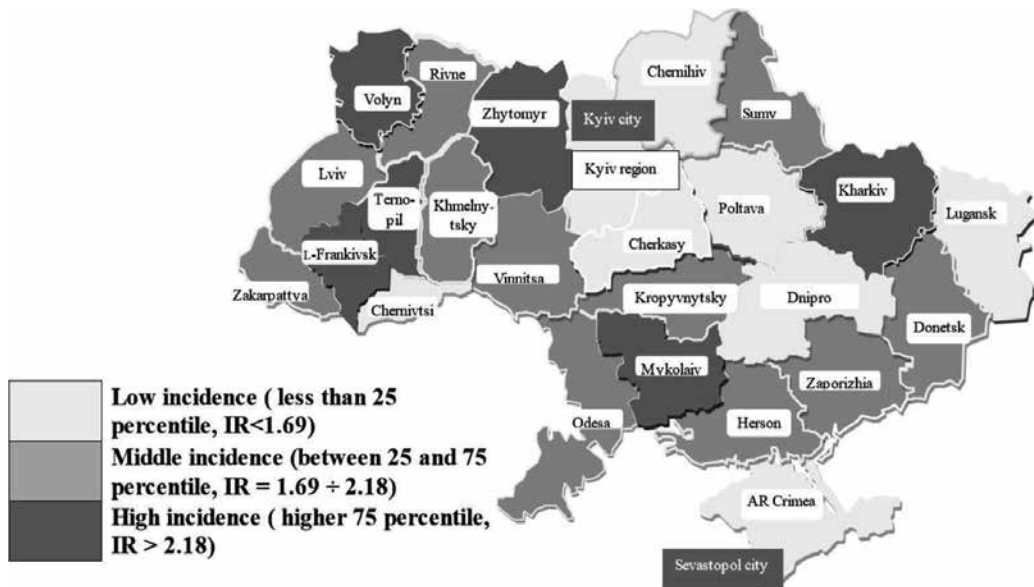 Chernihiv
Rivne
Volyn
Zhytomyr
Kyiv city
Sumy
Kyiv region
Lviv
Terno-
pil
Khmelny-
tsky
Poltava
Kharkiv
Lugansk
Cherkasy
I.-Frankivsk
Vinnitsa
Zakarpattya
Chernivtsi
Kropyvnytsky
Dnipro
Donetsk
Mykolaiv
Zaporizhia
Odesa
Herson
AR Crimea
Sevastopol city
Low incidence ( less than 25
percentile, IR<1.69)
Middle incidence (between 25 and 75
percentile, IR = 1.69 ÷ 2.18)
High incidence ( higher 75 percentile,
IR > 2.18)